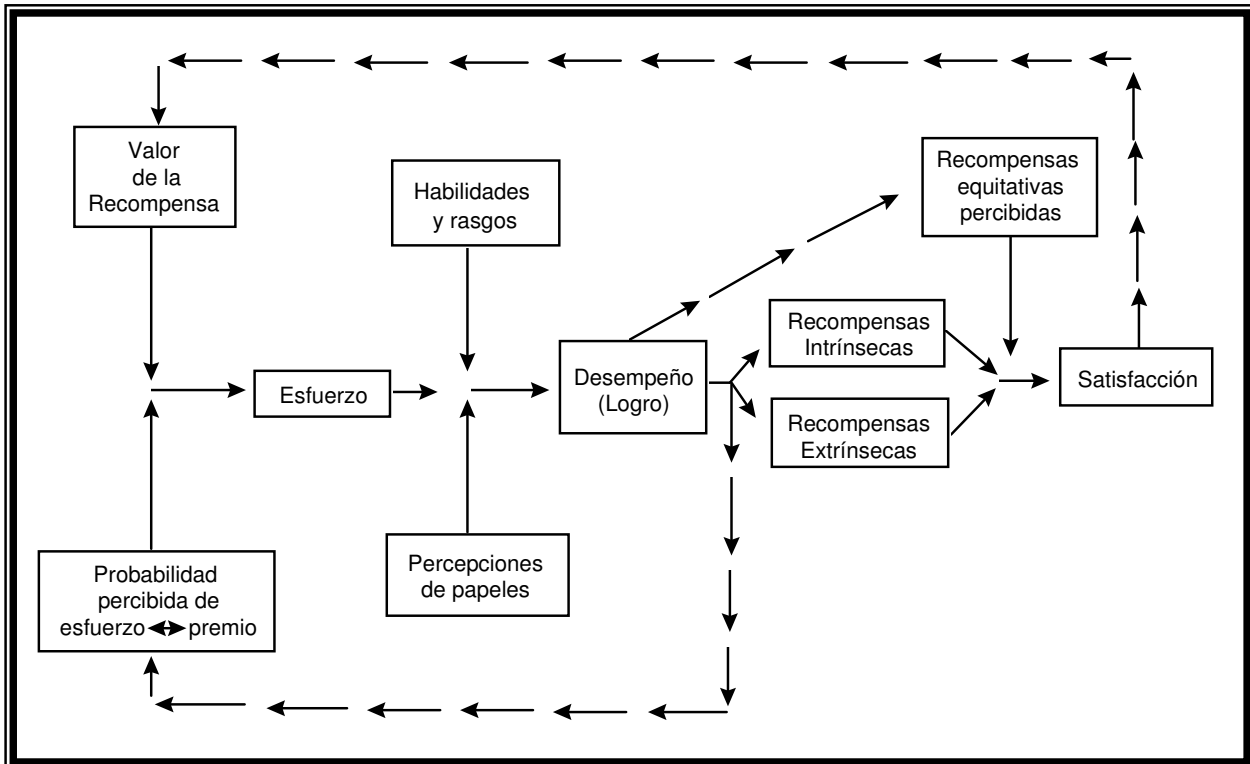 Valor
de la
Recompensa
Habilidades
y rasgos
Recompensas
equitativas
percibidas
Esfuerzo
Desempeño
(Logro)
Recompensas
Intrínsecas
Recompensas
Extrínsecas
Satisfacción
Probabilidad
percibida de
esfuerzo premio
Percepciones
de papeles